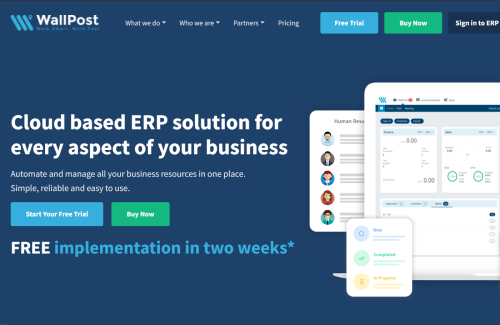 WallPost
Work Smart, Work Fast
What we do
Who we are
Partners
Pricing
Free Trial
Buy Now
Sign in to ERP
Human Resou
Cloud based ERP solution for
every aspect of your business
Automate and manage all your business resources in one place.
Simple, reliable and easy to use.
Start Your Free Trial
Buy Now
FREE implementation in two weeks*
Finance
0.00
Sales
0.00
New
Completed
In Progress